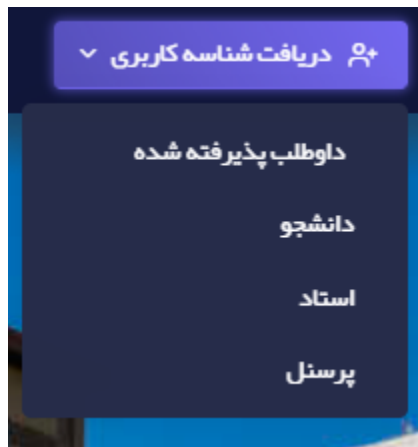 دریافت شناسه کاربری
داوطلب پذیرفته شده
دانشجو
استاد
پرسنل